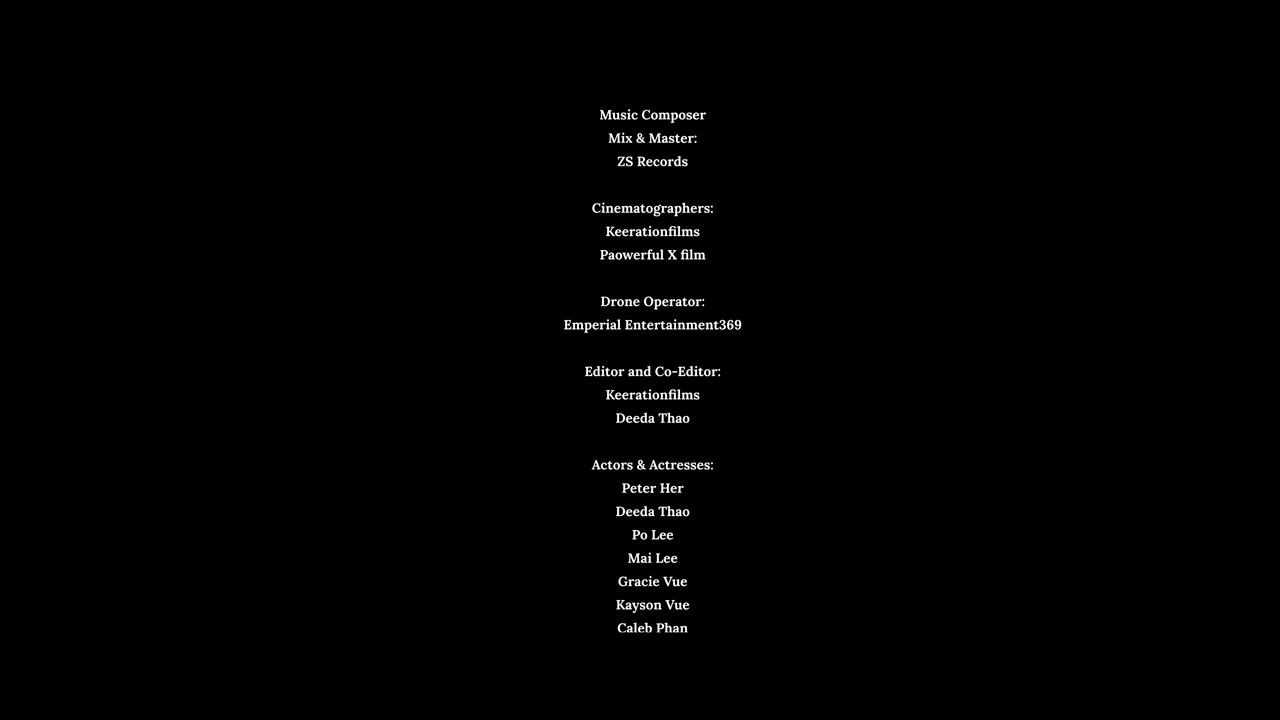 Music Composer
Mix & Master:
ZS Records
Cinematographers:
Keerationfilms
Paowerful X film
Drone Operator:
Emperial Entertainment369
Editor and Co-Editor:
Keerationfilms
Deeda Thao
Actors & Actresses:
Peter Her
Deeda Thao
Po Lee
Mai Lee
Gracie Vue
Kayson Vue
Caleb Phan